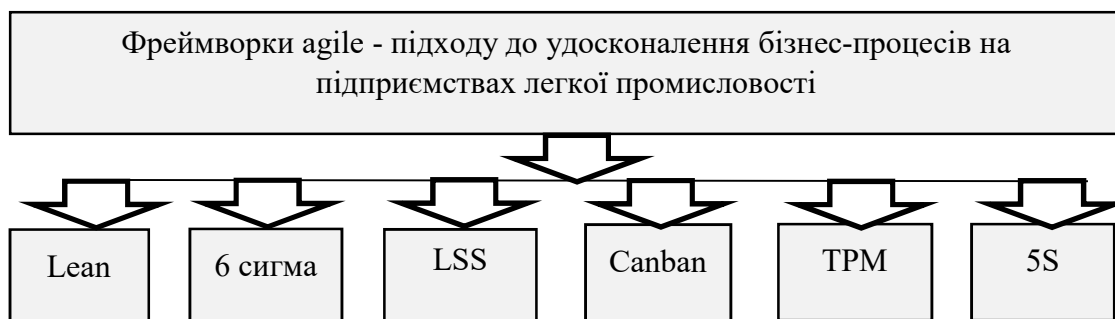 Фреймворки agile - підходу до удосконалення бізнес-процесів на
підприємствах легкої промисловості
Lean
6 сигма
LSS
Canban
TPM
5S